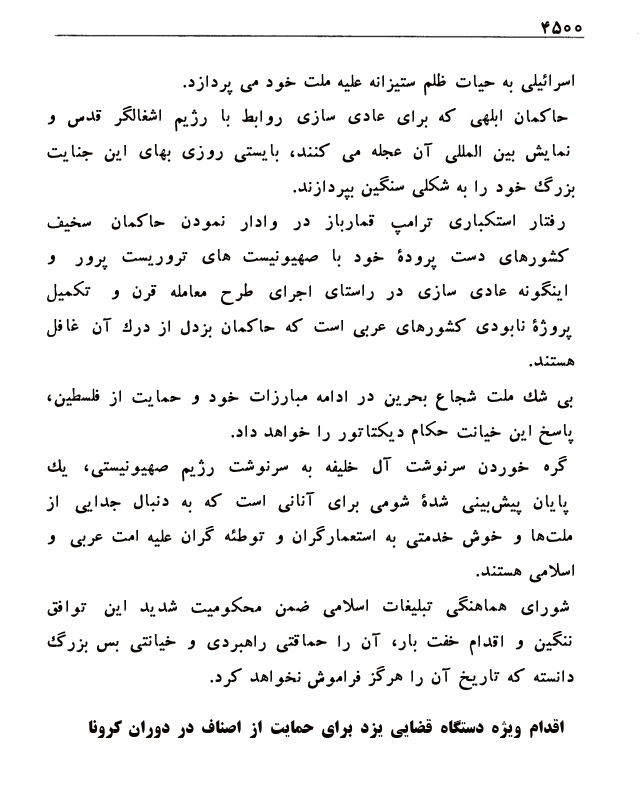 ۴۵۰۰
اسرائیلی به حیات ظلم ستیزانه علیه ملت خود می پردازد.
حاکمان ابلهی که برای عادی سازی روابط با رژیم اشغالگر قدس و
نمایش بین المللی آن عجله می کنند، بایستی روزی بهای این جنایت
بزرگ خود را به شکلی سنگین بپردازند.
رفتار استکباری ترامپ قمارباز در وادار نمودن حاکمان سخیف
کشورهای دست پرودۀ خود با صهیونیست های تروریست پرور و
اینگونه عادی سازی در راستای اجرای طرح معامله قرن و تکمیل
پروژۀ نابودی کشورهای عربی است که حاکمان بزدل از درك آن غافل
هستند.
بی شك ملت شجاع بحرین در ادامه مبارزات خود و حمایت از فلسطین،
پاسخ این خیانت حکام دیکتاتور را خواهد داد.
گره خوردن سرنوشت آل خلیفه به سرنوشت رژیم صهیونیستی، یك
پایان پیش‌بینی شدۀ شومی برای آنانی است که به دنبال جدایی از
ملت‌ها و خوش خدمتی به استعمارگران و توطئه گران علیه امت عربی و
اسلامی هستند.
شورای هماهنگی تبلیغات اسلامی ضمن محکومیت شدید این توافق
ننگین و اقدام خفت بار، آن را حماقتی راهبردی و خیانتی بس بزرگ
دانسته که تاریخ آن را هرگز فراموش نخواهد کرد.
اقدام ویژه دستگاه قضایی یزد برای حمایت از اصناف در دوران کرونا